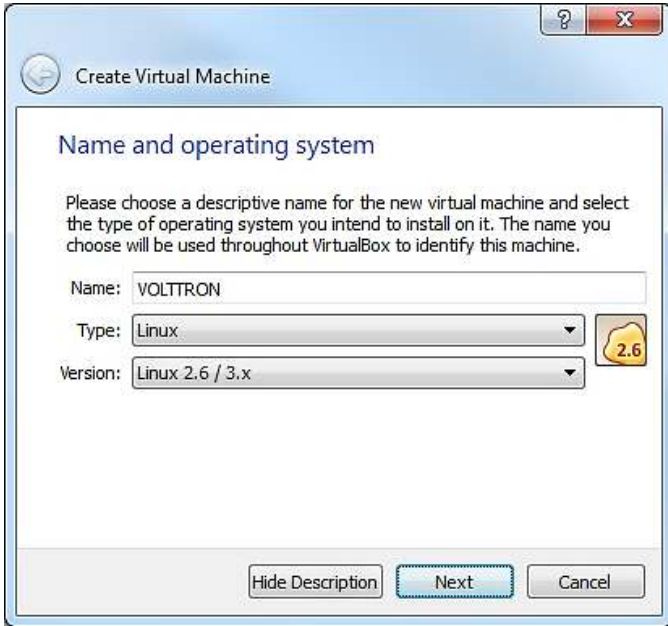 Create Virtual Machine
Name and operating system
Please choose a descriptive name for the new virtual machine and select
the type of operating system you intend to install on it. The name you
choose will be used throughout VirtualBox to identify this machine.
Name: VOLTTRON
Type: Linux
Version: Linux 2.6 / 3.x
2.6
Hide Description Next Cancel